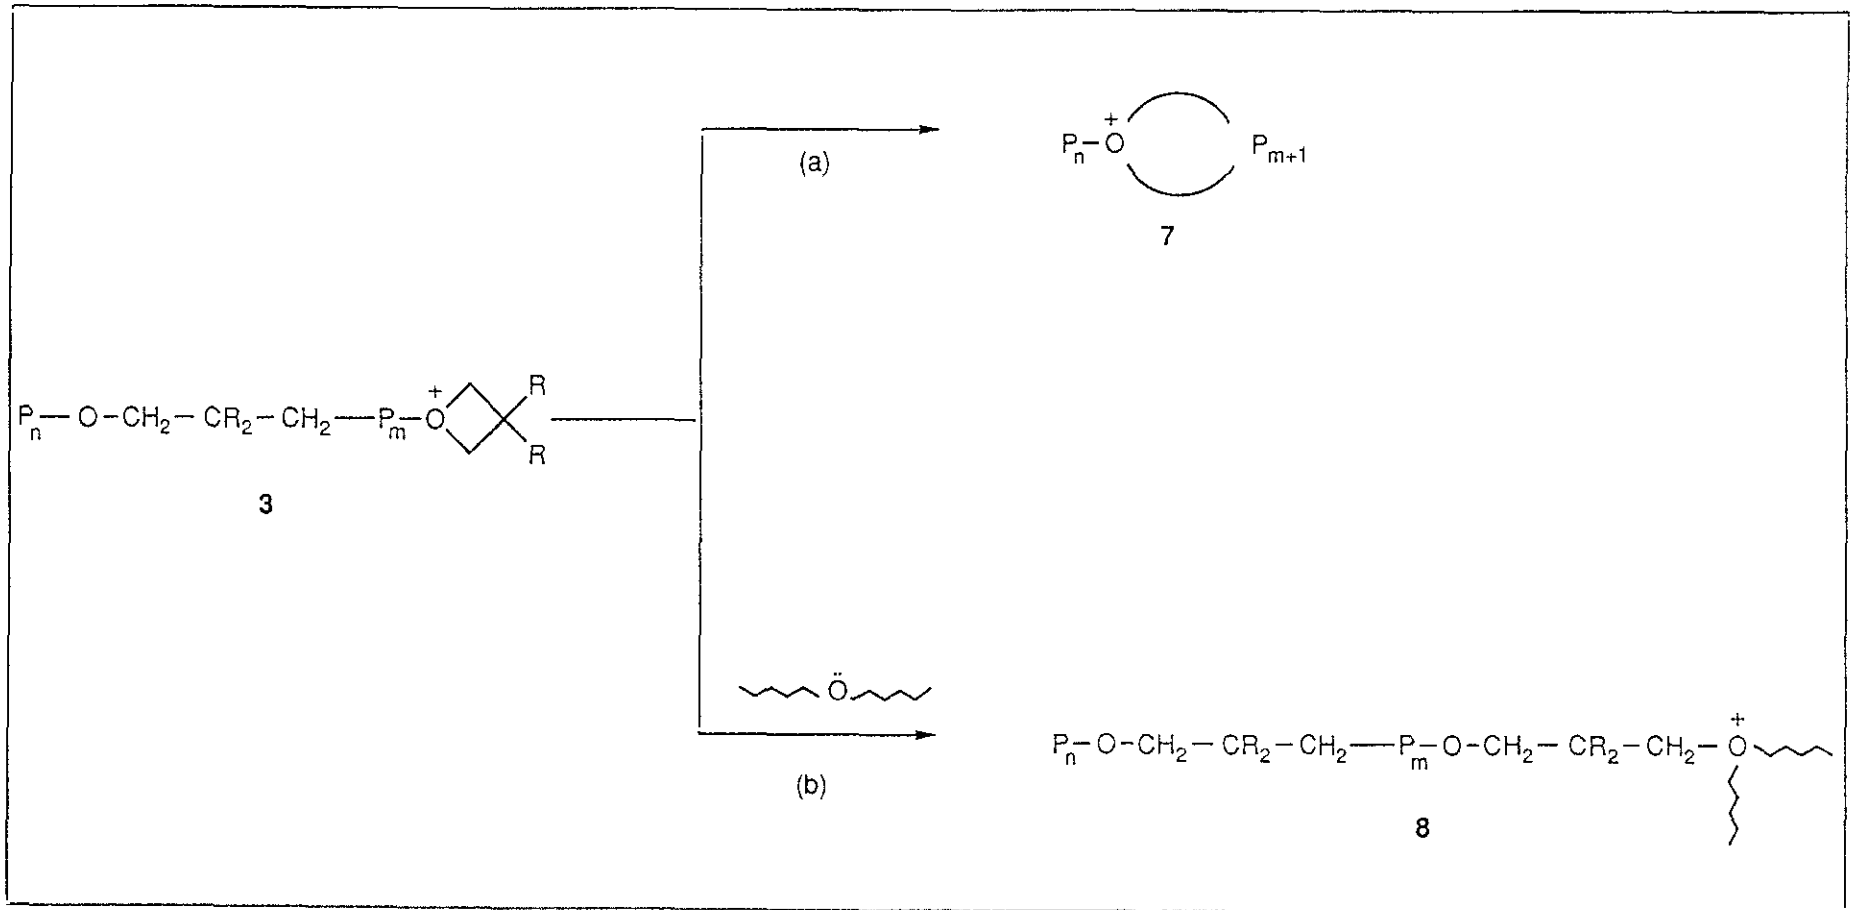 Pn–O+ Pm+1
(a)
7
Pn–O–CH2–CR2–CH2–Pm–O+ R
R
3
Ö
Pn–O–CH2–CR2–CH2–Pm–O–CH2–CR2–CH2–O+
(b)
8